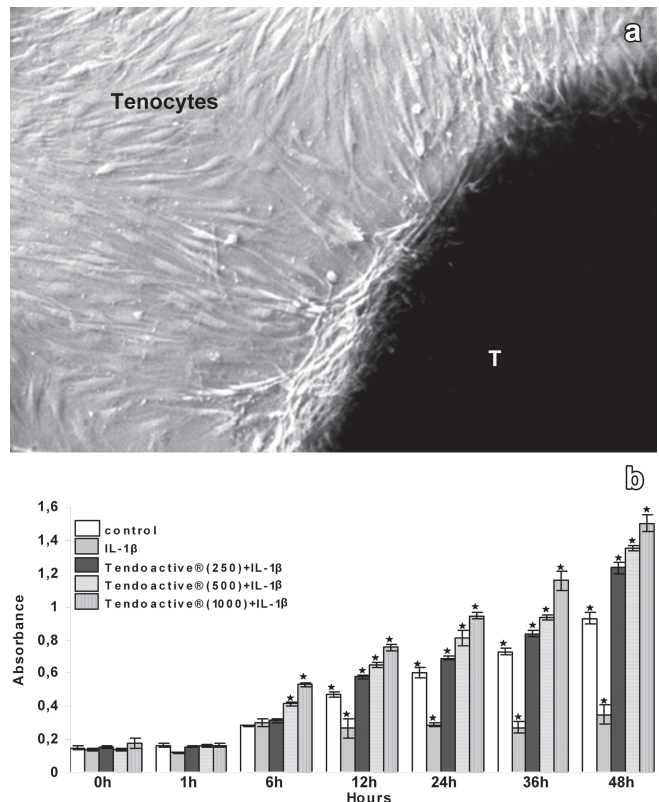 a
Tenocytes
T
b
1,6
1,4
1,2
1
0,8
0,6
0,4
0,2
0
Absorbance
control
IL-1β
Tendoactive®(250)+IL-1β
Tendoactive®(500)+IL-1β
Tendoactive®(1000)+IL-1β
0h 1h 6h 12h 24h 36h 48h
Hours